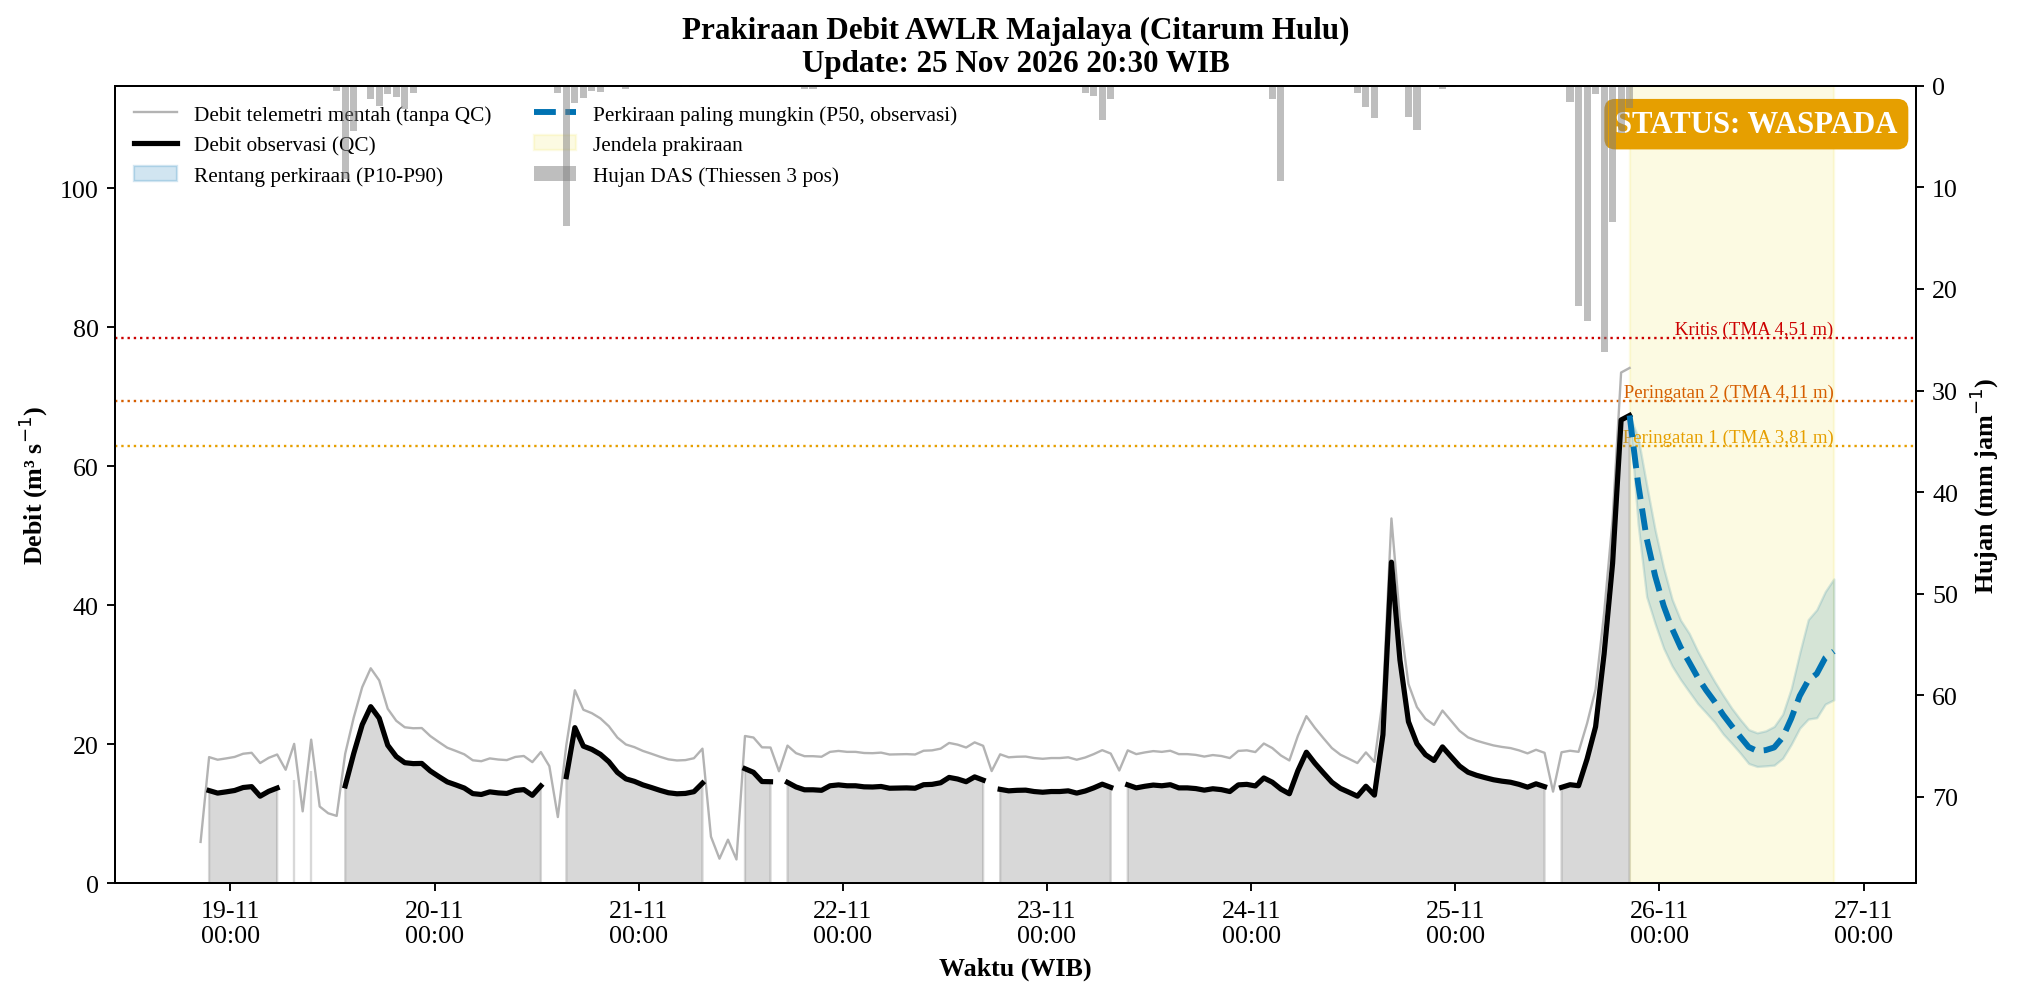 Prakiraan Debit AWLR Majalaya (Citarum Hulu)
Update: 25 Nov 2026 20:30 WIB
Debit telemetri mentah (tanpa QC)
Debit observasi (QC)
Rentang perkiraan (P10-P90)
Perkiraan paling mungkin (P50, observasi)
Jendela prakiraan
Hujan DAS (Thiessen 3 pos)
STATUS: WASPADA
Kritis (TMA 4,51 m)
Peringatan 2 (TMA 4,11 m)
Peringatan 1 (TMA 3,81 m)
Debit (m³ s⁻¹)
100
80
60
40
20
0
Hujan (mm jam⁻¹)
0
10
20
30
40
50
60
70
19-11
00:00
20-11
00:00
21-11
00:00
22-11
00:00
23-11
00:00
24-11
00:00
25-11
00:00
26-11
00:00
27-11
00:00
Waktu (WIB)